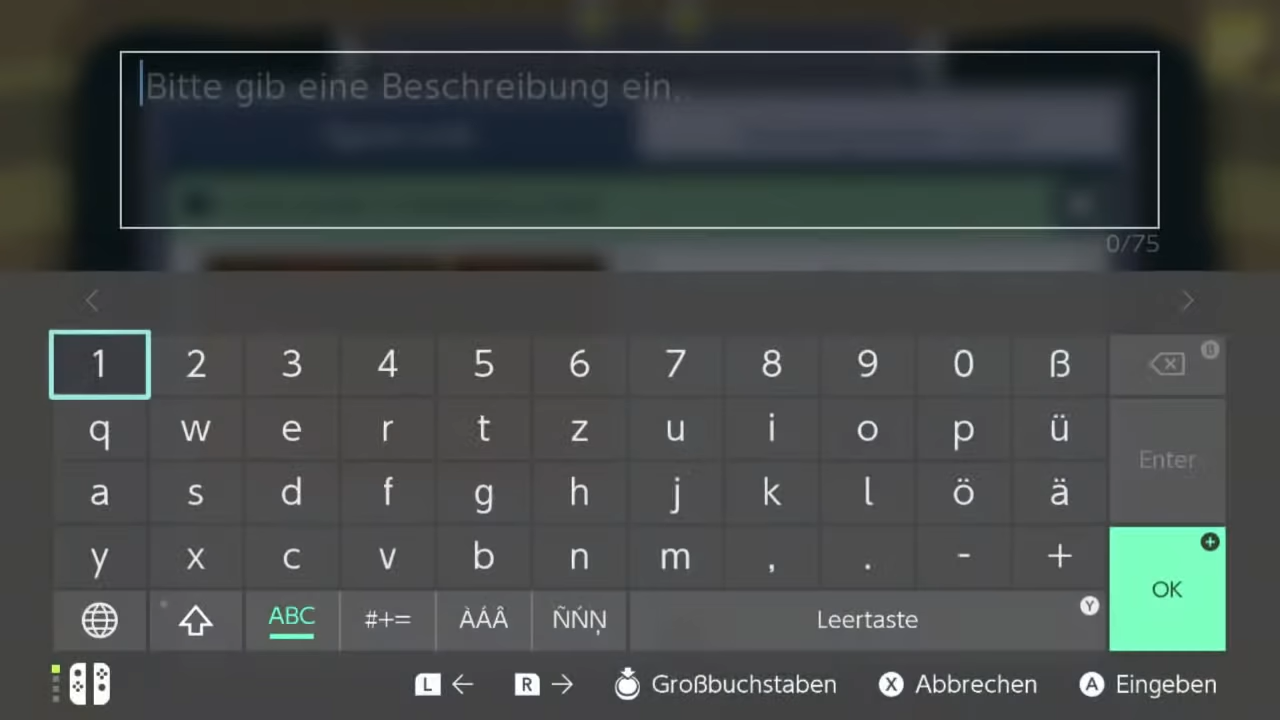 Bitte gib eine Beschreibung ein..
0/75
1 2 3 4 5 6 7 8 9 0 ß
q w e r t z u i o p ü
Enter
a s d f g h j k l ö ä
y x c v b n m , . - +
OK
ABC #+= ÀÁÂ ÑŃŅ Leertaste Y
L ← R → Großbuchstaben X Abbrechen A Eingeben